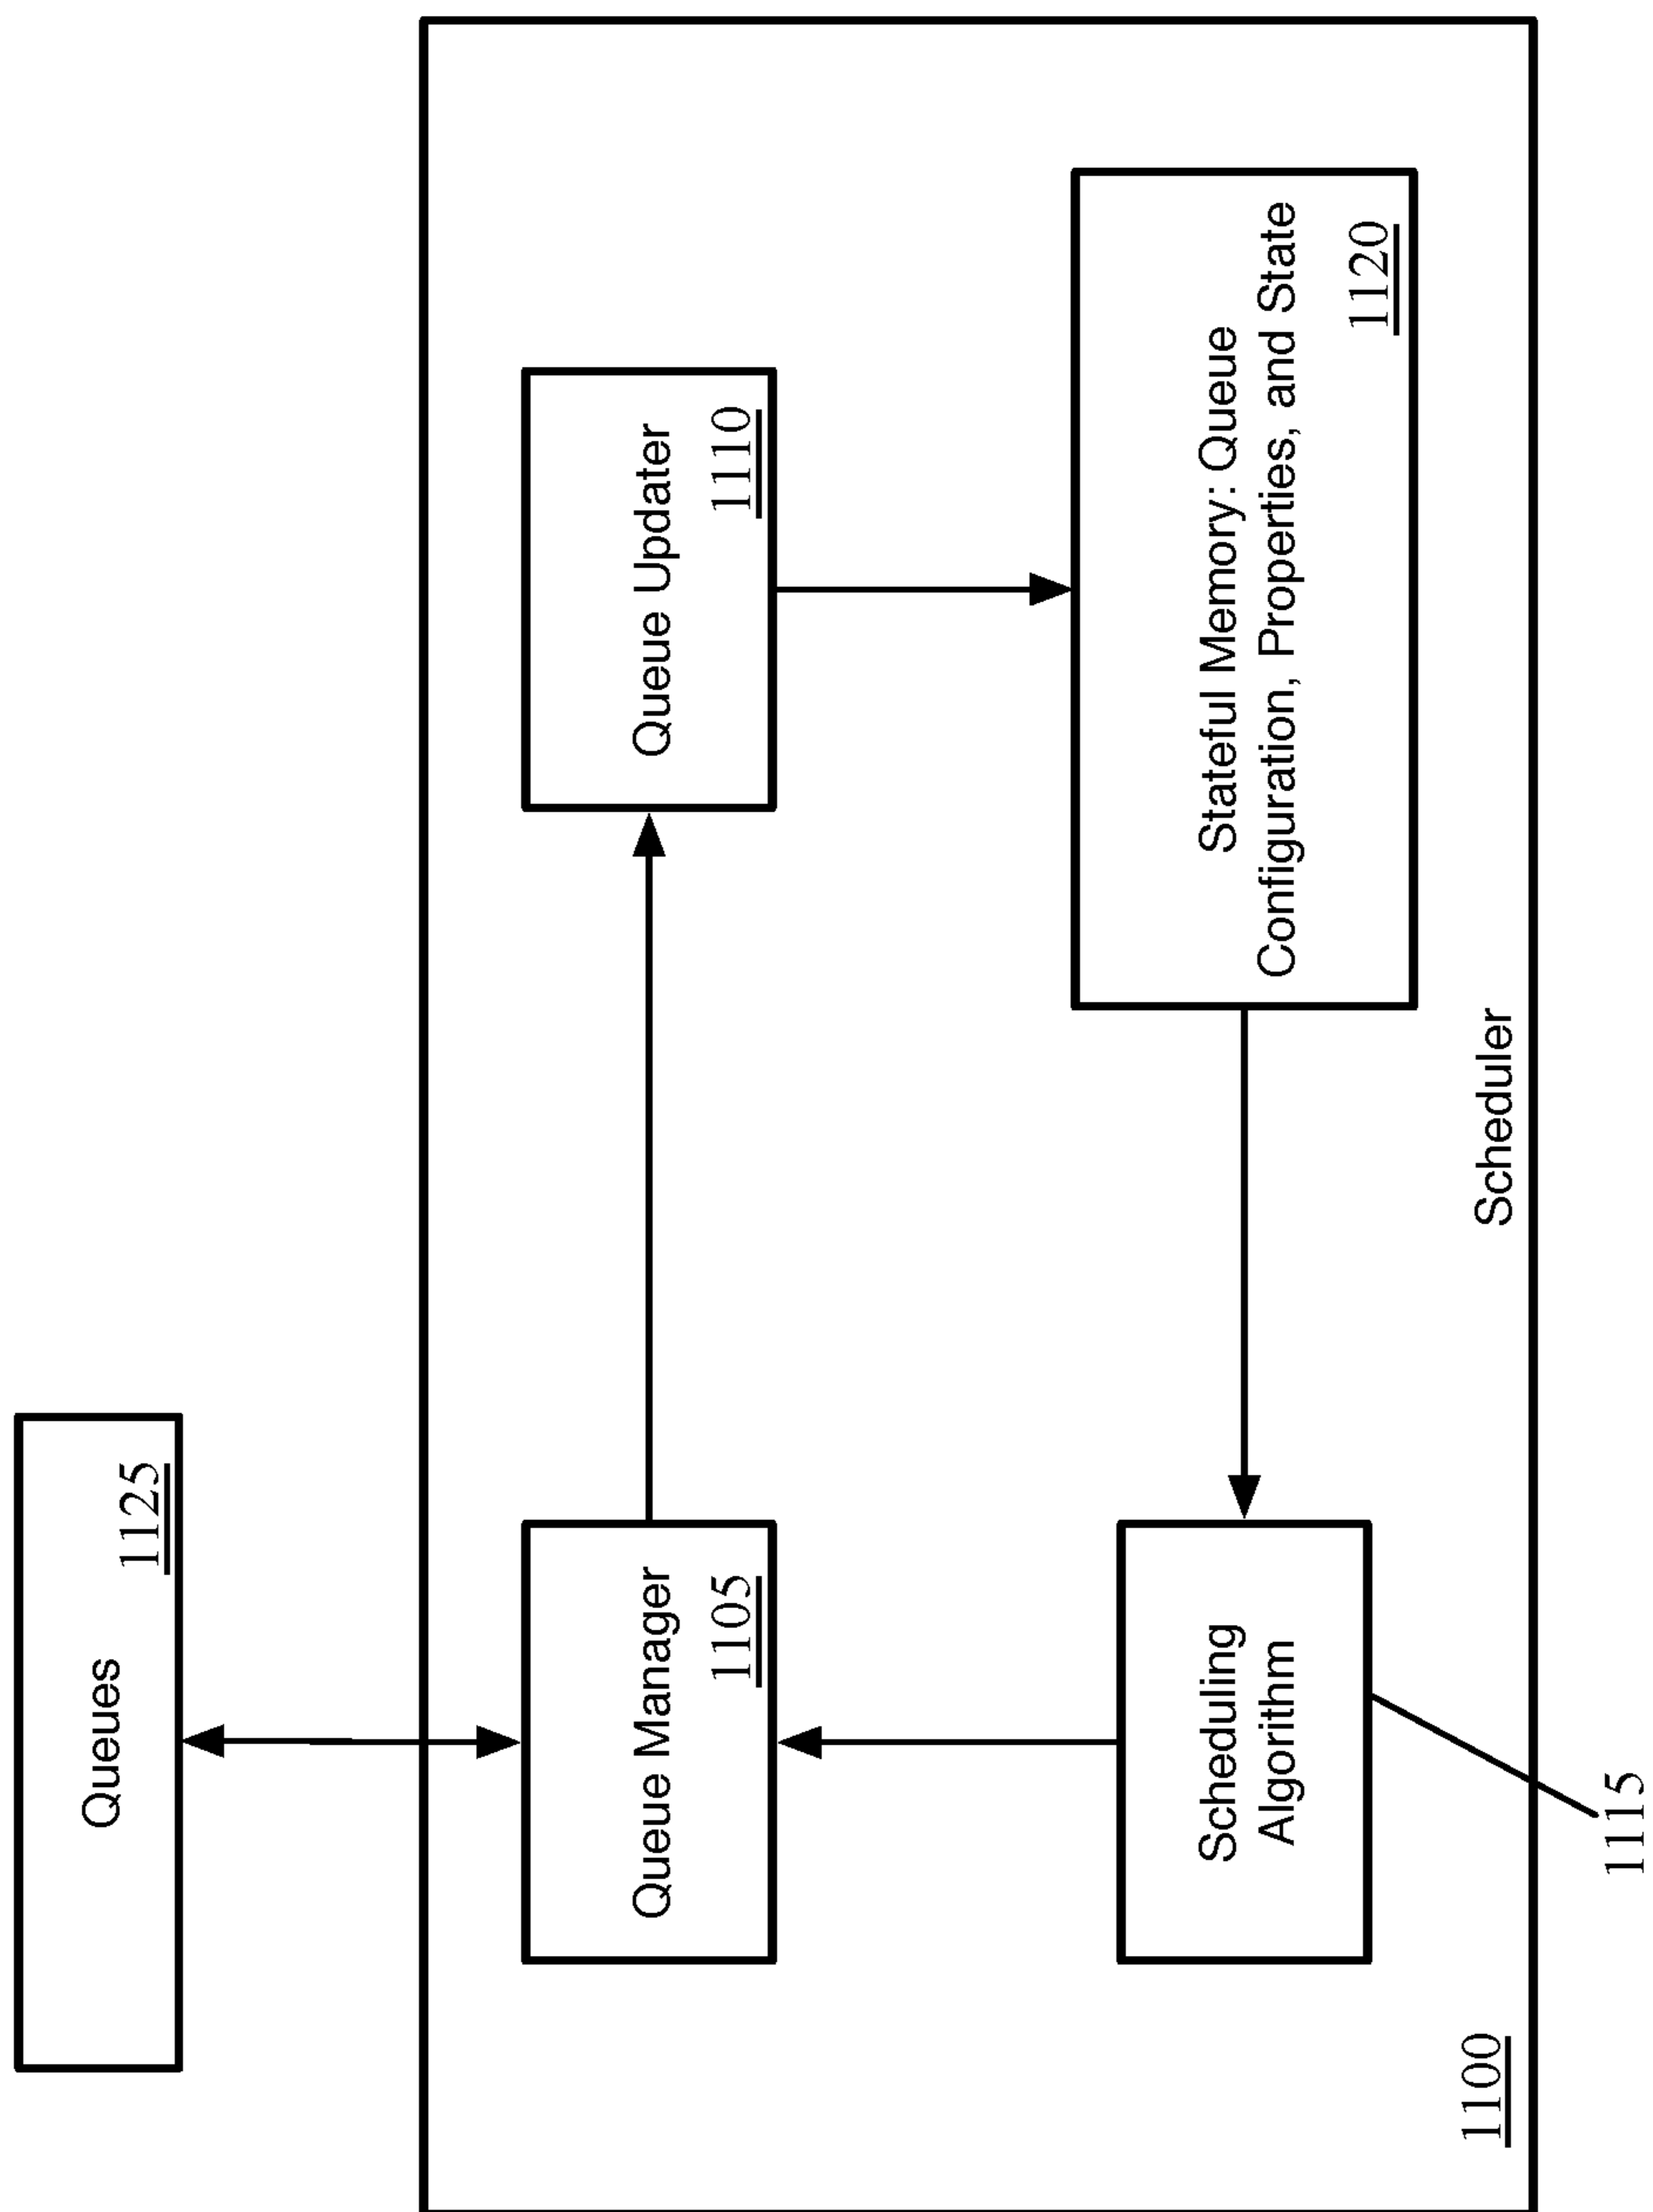 Queues
1125
Queue Manager
1105
Queue Updater
1110
Scheduling
Algorithm
1115
Stateful Memory: Queue
Configuration, Properties, and State
1120
Scheduler
1100